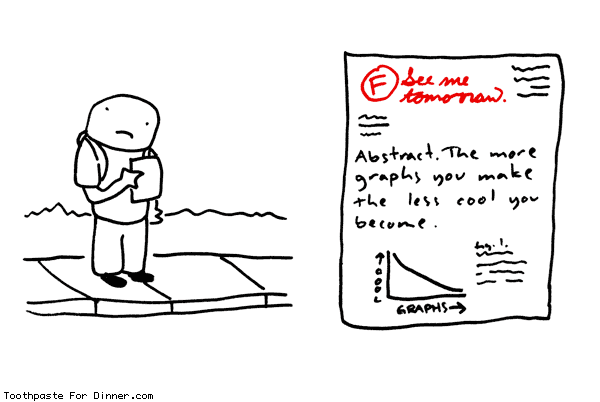 F See me
tomorrow.
Abstract. The more
graphs you make
the less cool you
become.
fig. 1.
↑COOL
GRAPHS→
Toothpaste For Dinner.com